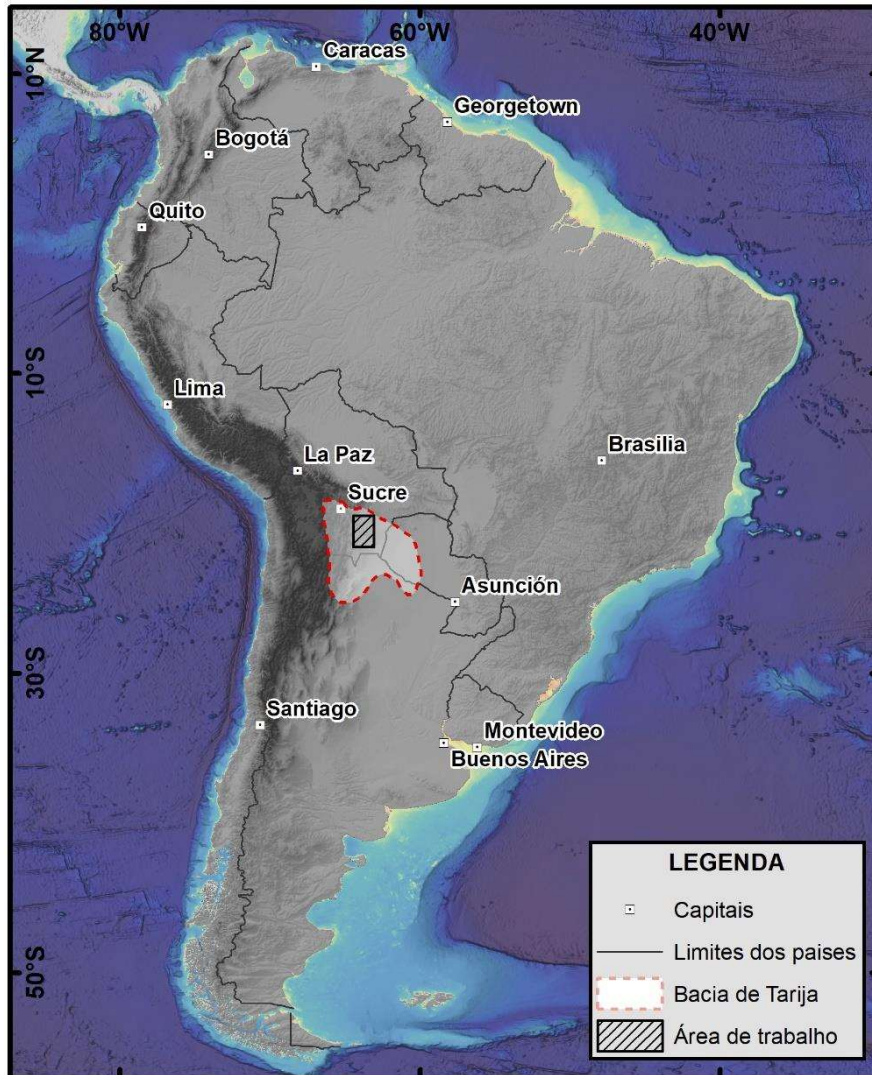 80°W 60°W 40°W
10°N
Caracas
Georgetown
Bogotá
Quito
10°S
Lima
Brasilia
La Paz
Sucre
Asunción
30°S
Santiago
Montevideo
Buenos Aires
LEGENDA
Capitais
Limites dos paises
50°S
Bacia de Tarija
Área de trabalho